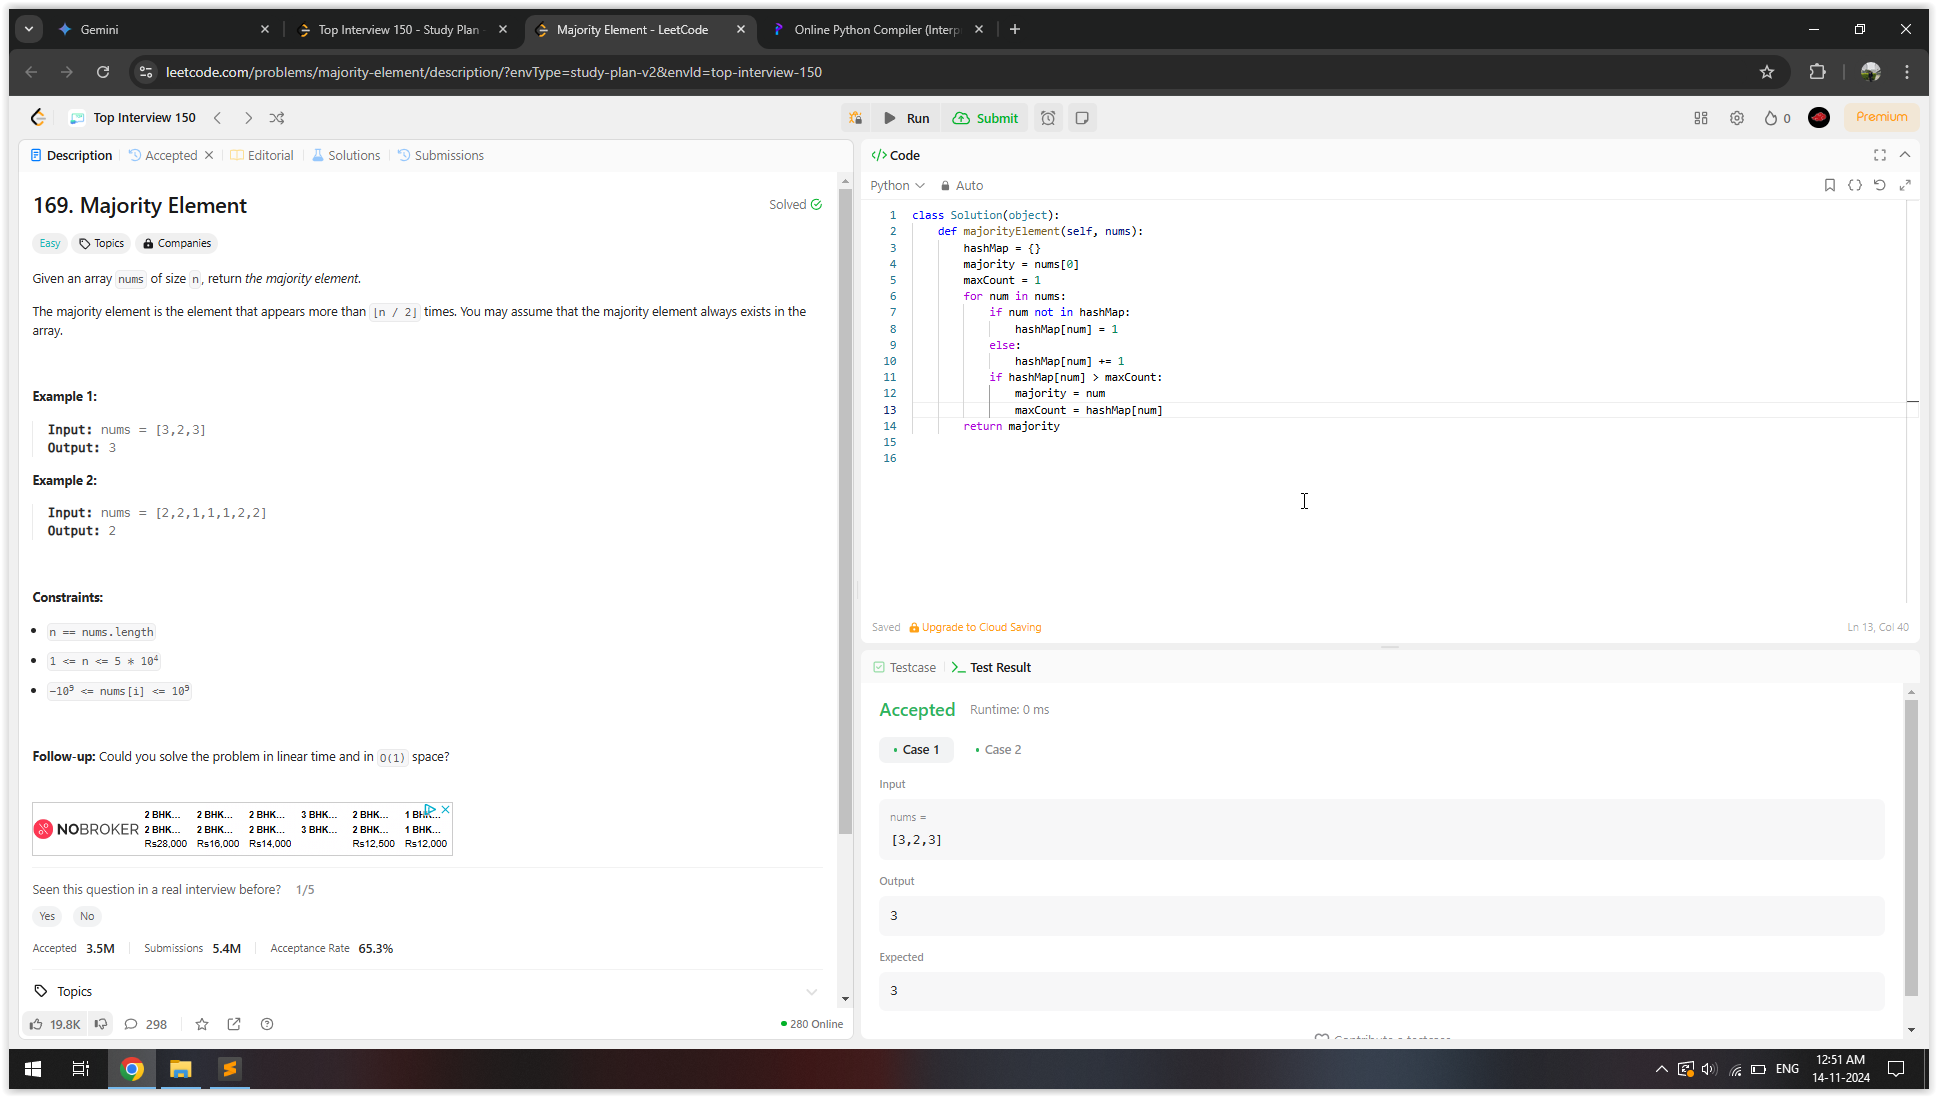 Gemini
Top Interview 150 - Study Plan
Majority Element - LeetCode
Online Python Compiler (Interp
leetcode.com/problems/majority-element/description/?envType=study-plan-v2&envId=top-interview-150
Top Interview 150
Run
Submit
0
Premium
Description
Accepted
Editorial
Solutions
Submissions
169. Majority Element
Solved
Easy
Topics
Companies
Given an array nums of size n, return the majority element.
The majority element is the element that appears more than ⌊n / 2⌋ times. You may assume that the majority element always exists in the
array.
Example 1:
Input: nums = [3,2,3]
Output: 3
Example 2:
Input: nums = [2,2,1,1,1,2,2]
Output: 2
Constraints:
• n == nums.length
• 1 <= n <= 5 * 10⁴
• -10⁹ <= nums[i] <= 10⁹
Follow-up: Could you solve the problem in linear time and in O(1) space?
NOBROKER
2 BHK... 2 BHK... 2 BHK... 3 BHK... 2 BHK... 1 BHK...
2 BHK... 2 BHK... 2 BHK... 3 BHK... 2 BHK... 1 BHK...
Rs28,000 Rs16,000 Rs14,000 Rs12,500 Rs12,000
Seen this question in a real interview before? 1/5
Yes
No
Accepted 3.5M
Submissions 5.4M
Acceptance Rate 65.3%
Topics
19.8K
298
280 Online
</> Code
Python
Auto
1 class Solution(object):
2     def majorityElement(self, nums):
3         hashMap = {}
4         majority = nums[0]
5         maxCount = 1
6         for num in nums:
7             if num not in hashMap:
8                 hashMap[num] = 1
9             else:
10                 hashMap[num] += 1
11             if hashMap[num] > maxCount:
12                 majority = num
13                 maxCount = hashMap[num]
14         return majority
15
16
Saved
Upgrade to Cloud Saving
Ln 13, Col 40
Testcase
>_ Test Result
Accepted
Runtime: 0 ms
• Case 1
• Case 2
Input
nums =
[3,2,3]
Output
3
Expected
3
Contribute a testcase
ENG
12:51 AM
14-11-2024